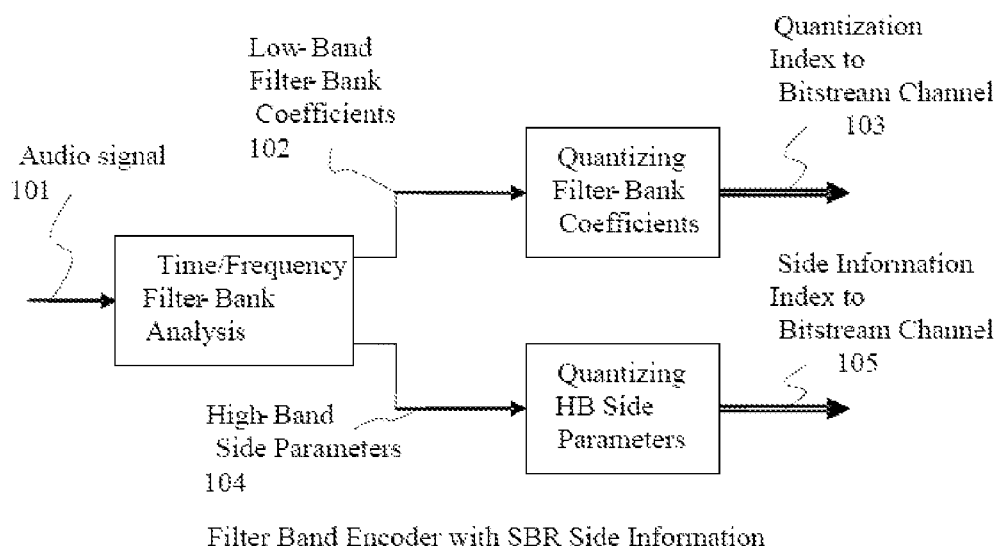 Audio signal
101
Low-Band
Filter-Bank
Coefficients
102
Quantization
Index to
Bitstream Channel
103
Time/Frequency
Filter-Bank
Analysis
Quantizing
Filter-Bank
Coefficients
Side Information
Index to
Bitstream Channel
105
High-Band
Side Parameters
104
Quantizing
HB Side
Parameters
Filter Band Encoder with SBR Side Information